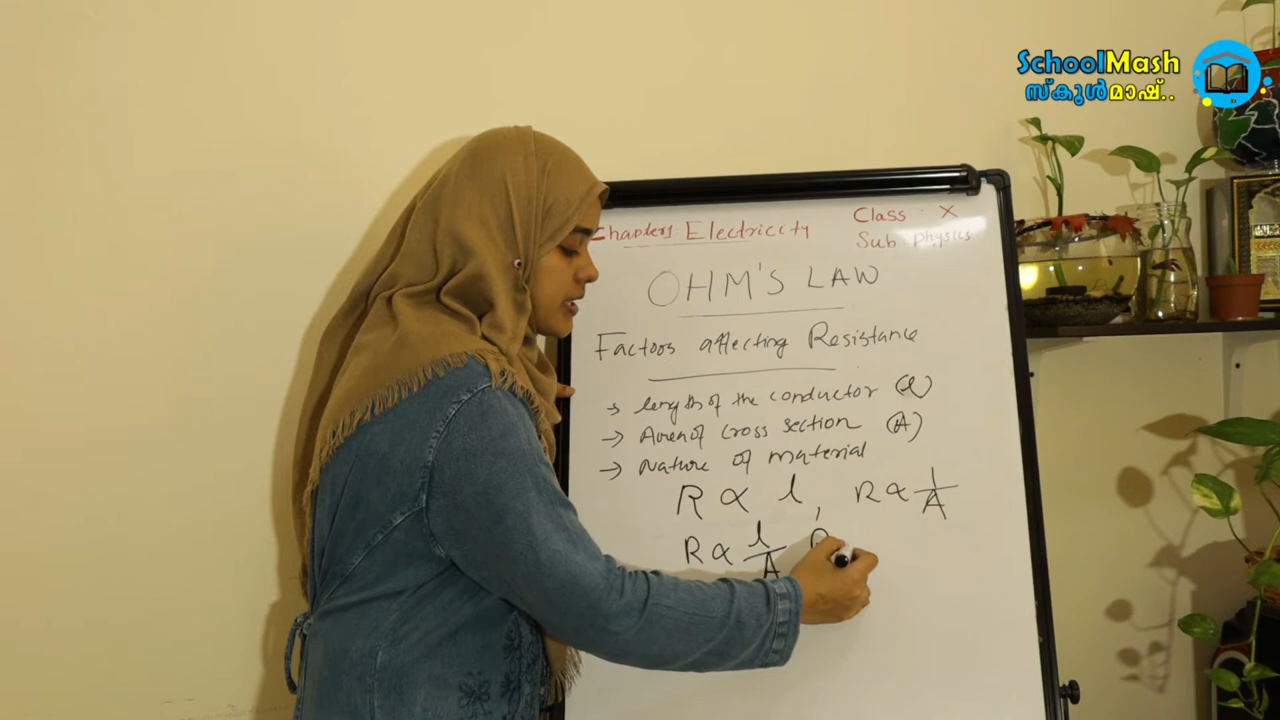 SchoolMash
സ്കൂൾമാഷ്..
Chapter1: Electricity
Class : X
Sub physics
OHM'S LAW
Factors affecting Resistance
→ length of the conductor (l)
→ Area of cross section (A)
→ Nature of material
R ∝ l, R ∝ 1/A
R ∝ l/A